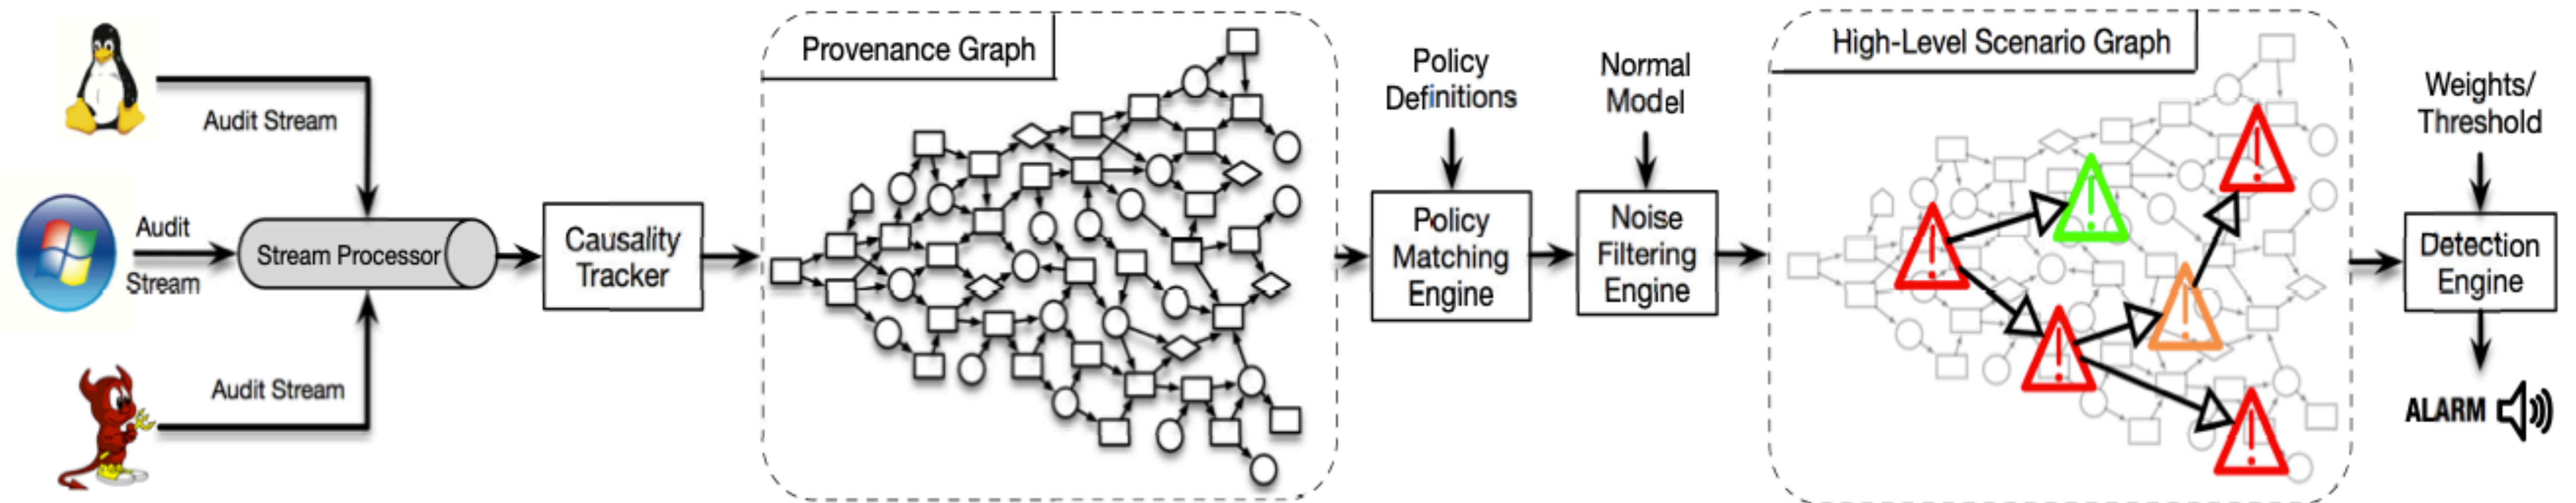 Audit Stream
Audit
Stream
Audit Stream
Stream Processor
Causality
Tracker
Provenance Graph
Policy
Definitions
Policy
Matching
Engine
Normal
Model
Noise
Filtering
Engine
High-Level Scenario Graph
Weights/
Threshold
Detection
Engine
ALARM